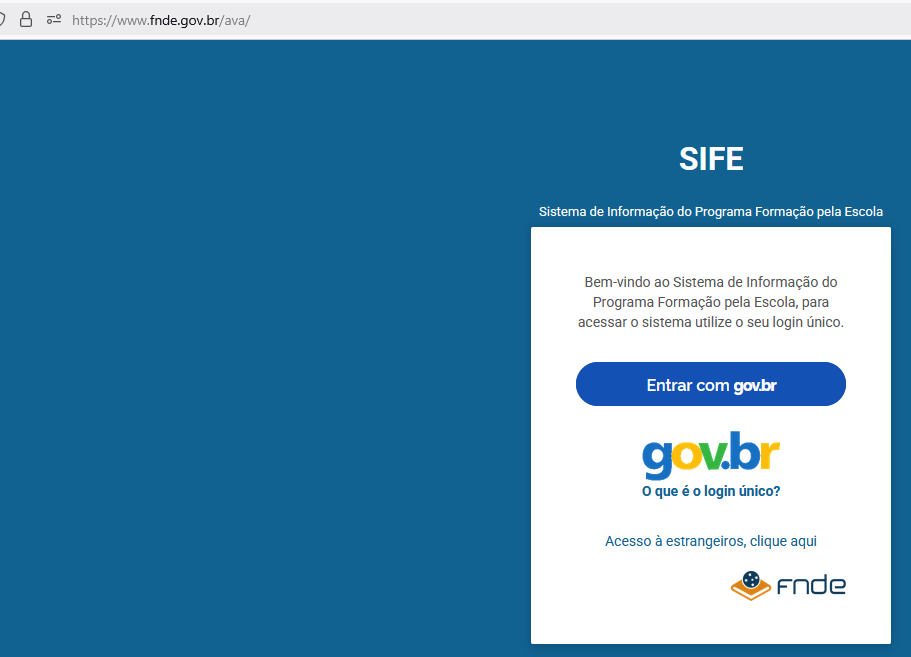 https://www.fnde.gov.br/ava/
SIFE
Sistema de Informação do Programa Formação pela Escola
Bem-vindo ao Sistema de Informação do
Programa Formação pela Escola, para
acessar o sistema utilize o seu login único.
Entrar com gov.br
gov.br
O que é o login único?
Acesso à estrangeiros, clique aqui
fnde